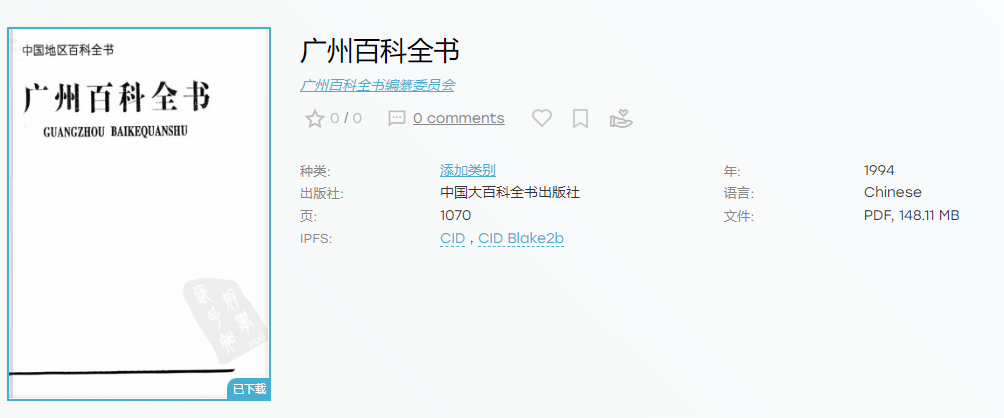 中国地区百科全书
广州百科全书
GUANGZHOU BAIKEQUANSHU
已下载
广州百科全书
广州百科全书编纂委员会
0 / 0
0 comments
种类: 添加类别
年: 1994
出版社: 中国大百科全书出版社
语言: Chinese
页: 1070
文件: PDF, 148.11 MB
IPFS: CID , CID Blake2b